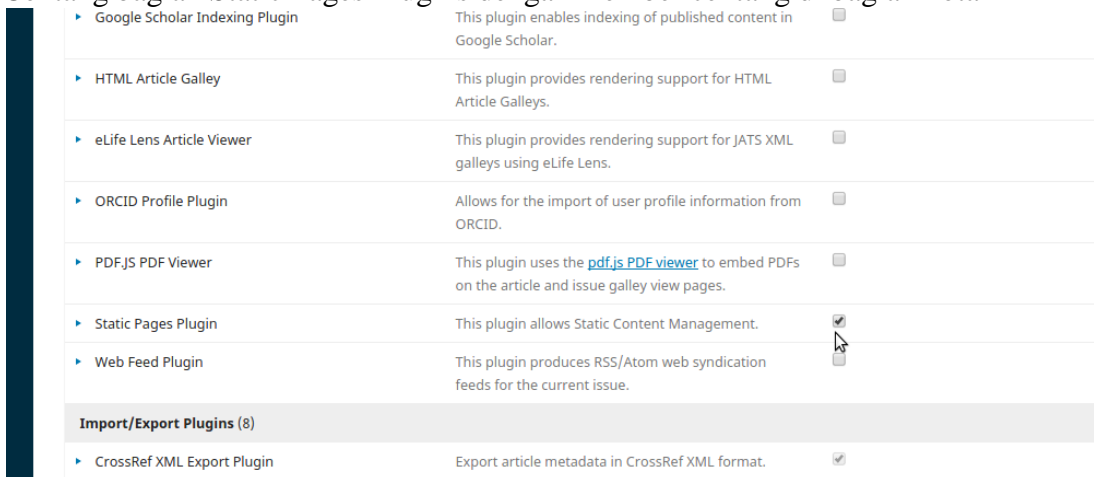 Google Scholar Indexing Plugin
This plugin enables indexing of published content in
Google Scholar.
HTML Article Galley
This plugin provides rendering support for HTML
Article Galleys.
eLife Lens Article Viewer
This plugin provides rendering support for JATS XML
galleys using eLife Lens.
ORCID Profile Plugin
Allows for the import of user profile information from
ORCID.
PDF.JS PDF Viewer
This plugin uses the pdf.js PDF viewer to embed PDFs
on the article and issue galley view pages.
Static Pages Plugin
This plugin allows Static Content Management.
Web Feed Plugin
This plugin produces RSS/Atom web syndication
feeds for the current issue.
Import/Export Plugins (8)
CrossRef XML Export Plugin
Export article metadata in CrossRef XML format.